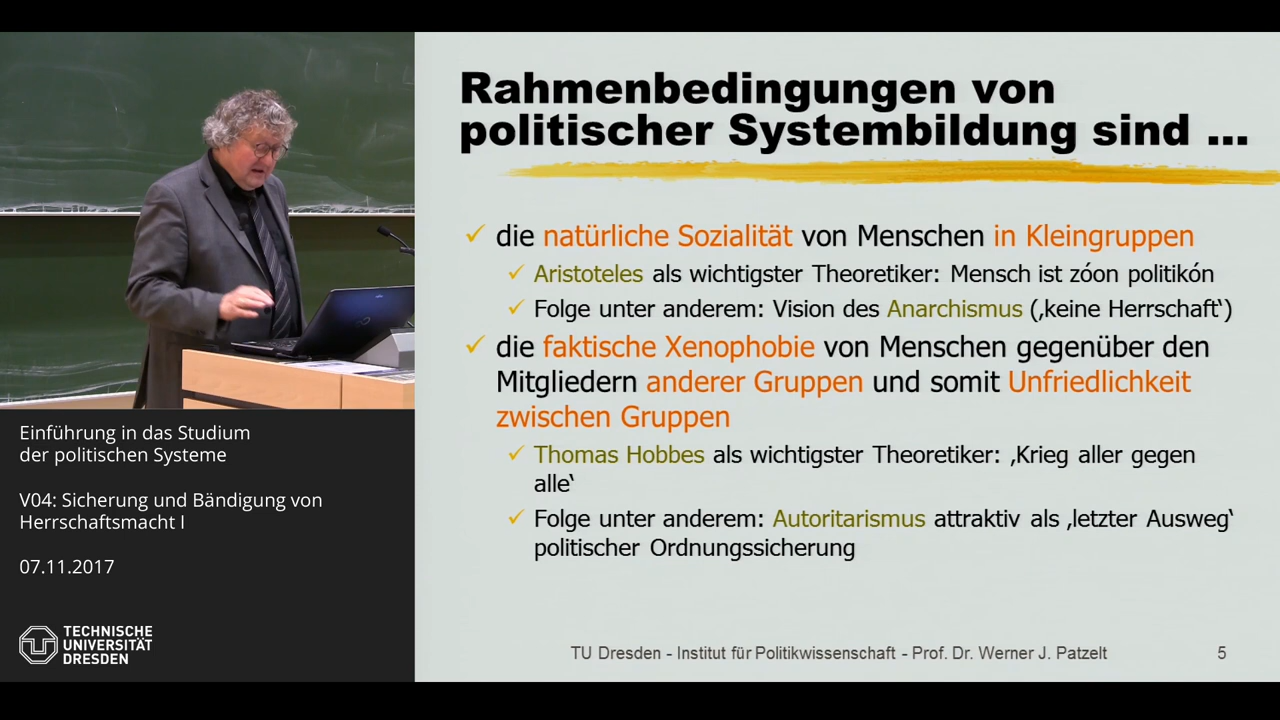 Rahmenbedingungen von
politischer Systembildung sind ...
die natürliche Sozialität von Menschen in Kleingruppen
Aristoteles als wichtigster Theoretiker: Mensch ist zóon politikón
Folge unter anderem: Vision des Anarchismus (‚keine Herrschaft‘)
die faktische Xenophobie von Menschen gegenüber den
Mitgliedern anderer Gruppen und somit Unfriedlichkeit
zwischen Gruppen
Thomas Hobbes als wichtigster Theoretiker: ‚Krieg aller gegen
alle‘
Folge unter anderem: Autoritarismus attraktiv als ‚letzter Ausweg‘
politischer Ordnungssicherung
TU Dresden - Institut für Politikwissenschaft - Prof. Dr. Werner J. Patzelt 5
Einführung in das Studium
der politischen Systeme
V04: Sicherung und Bändigung von
Herrschaftsmacht I
07.11.2017
TECHNISCHE
UNIVERSITÄT
DRESDEN